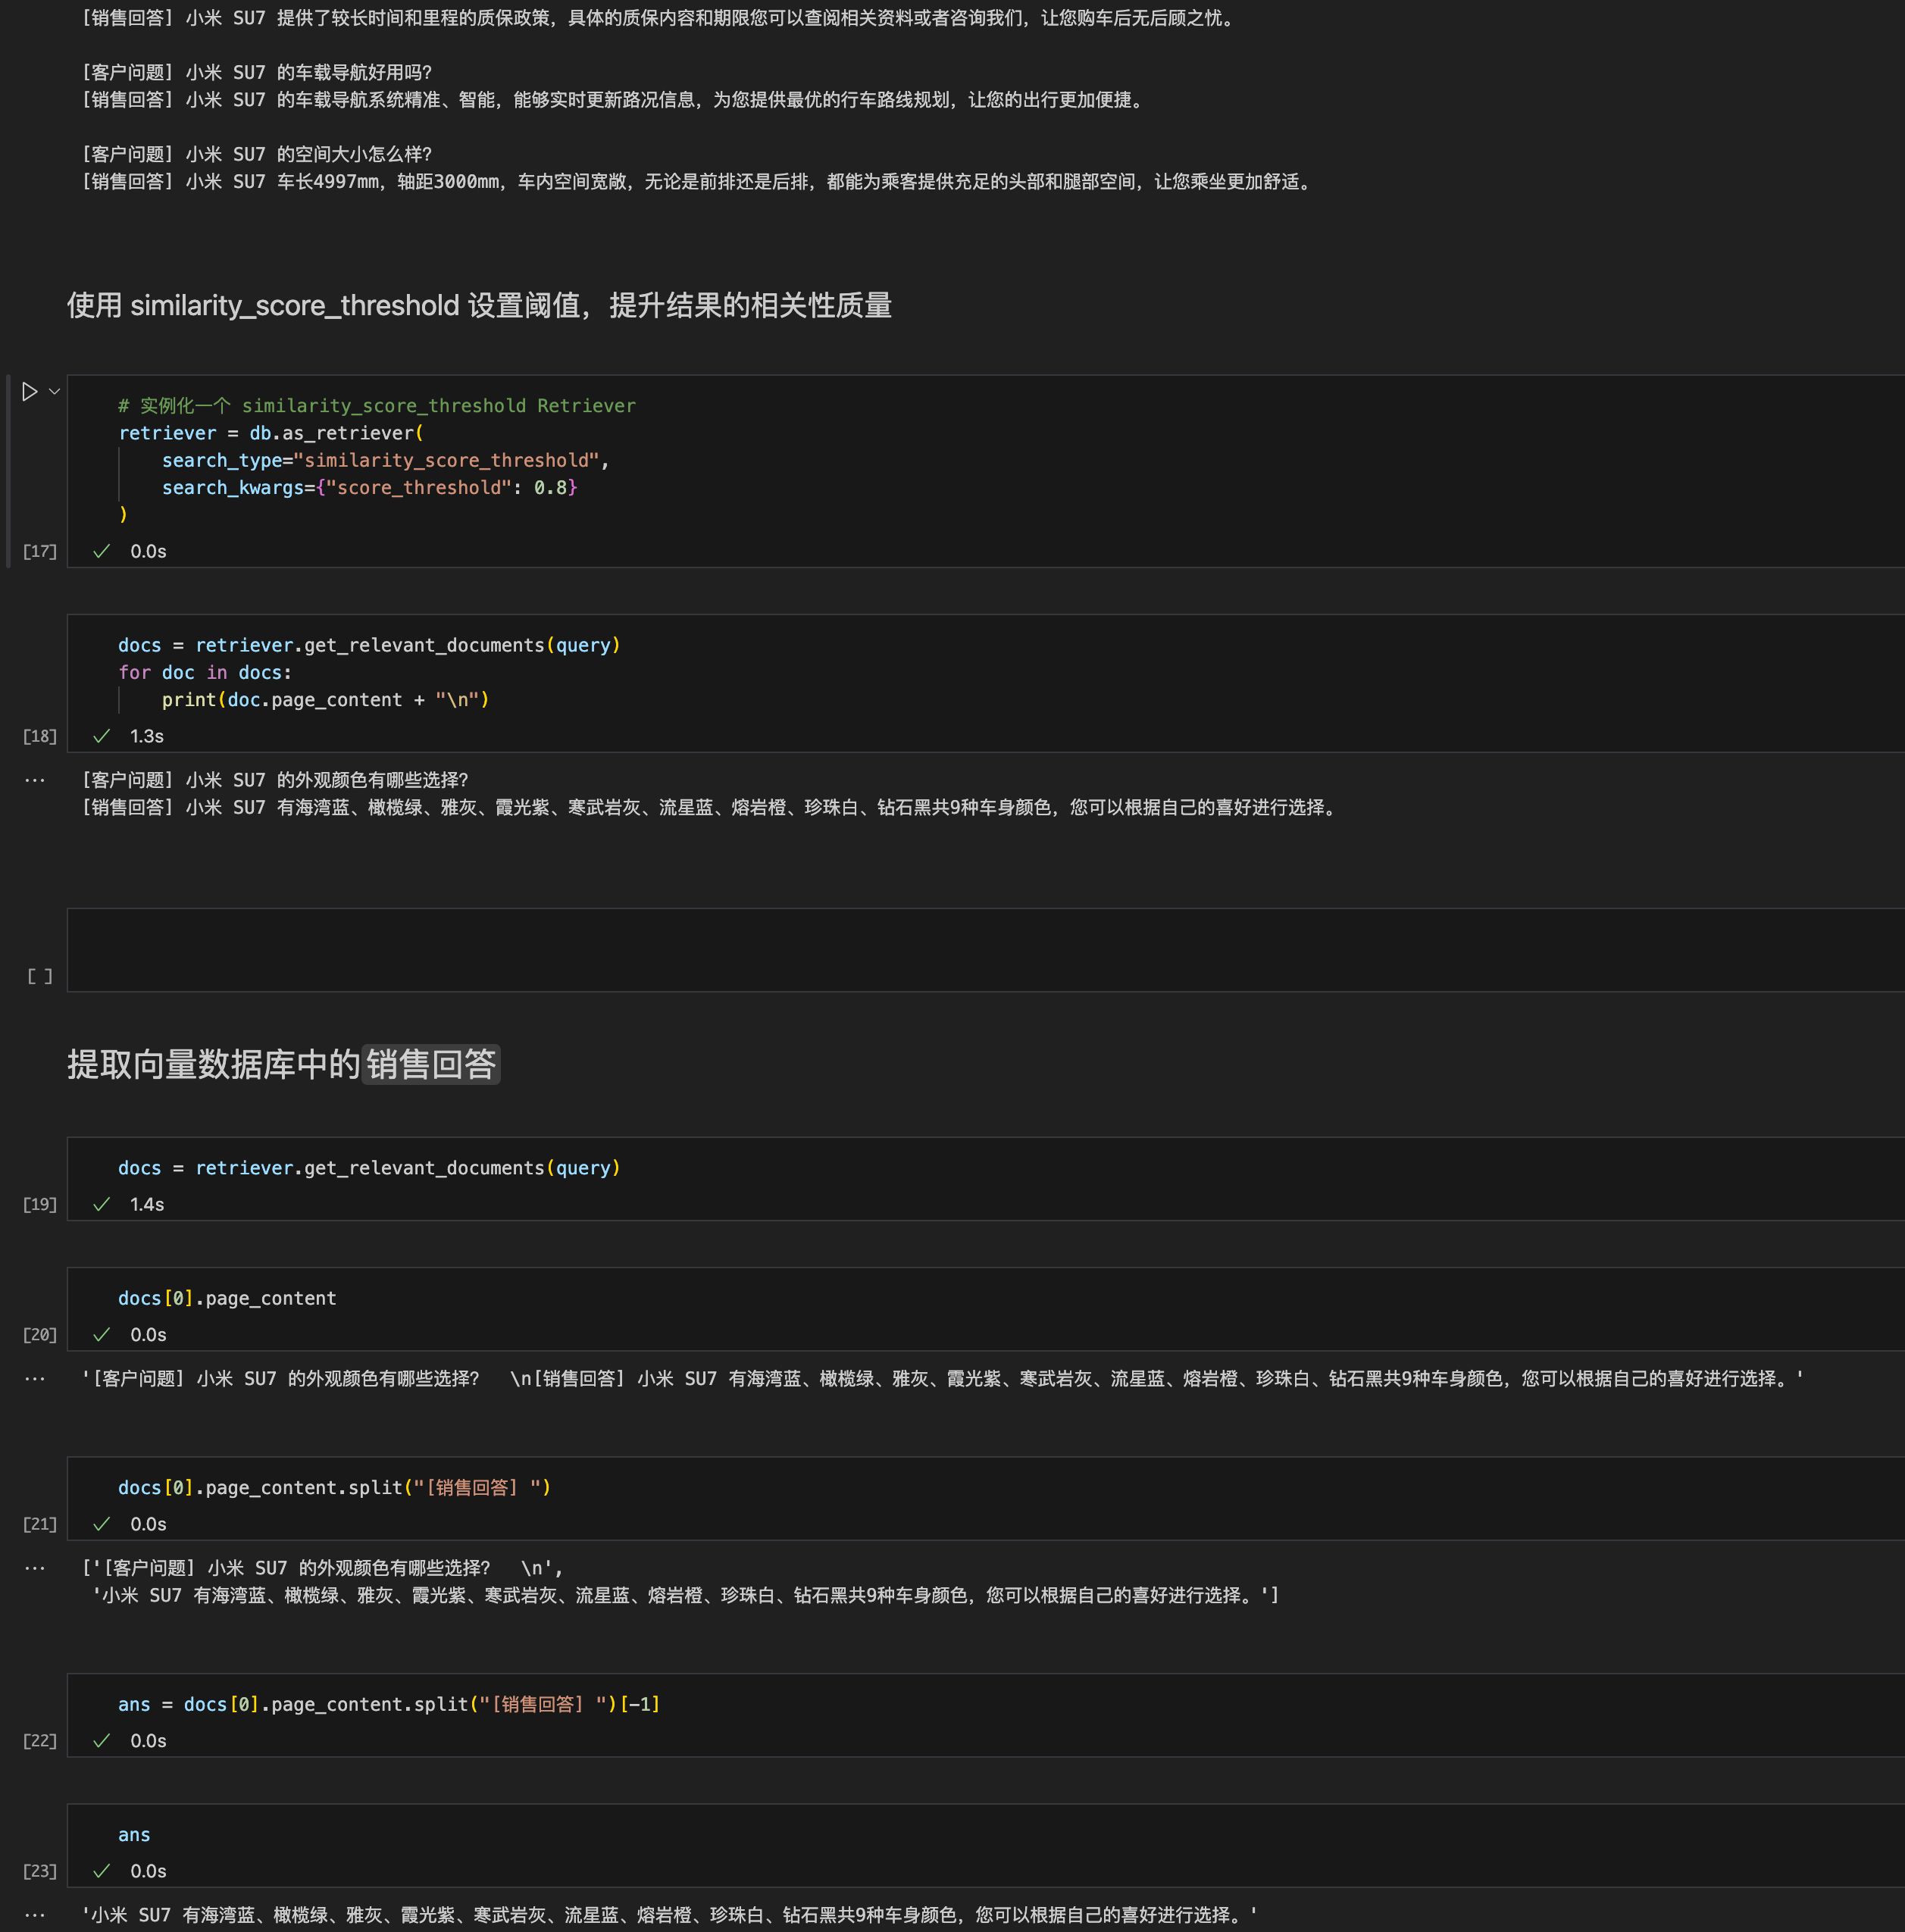 [销售回答] 小米 SU7 提供了较长时间和里程的质保政策，具体的质保内容和期限您可以查阅相关资料或者咨询我们，让您购车后无后顾之忧。
[客户问题] 小米 SU7 的车载导航好用吗？
[销售回答] 小米 SU7 的车载导航系统精准、智能，能够实时更新路况信息，为您提供最优的行车路线规划，让您的出行更加便捷。
[客户问题] 小米 SU7 的空间大小怎么样？
[销售回答] 小米 SU7 车长4997mm，轴距3000mm，车内空间宽敞，无论是前排还是后排，都能为乘客提供充足的头部和腿部空间，让您乘坐更加舒适。
使用 similarity_score_threshold 设置阈值，提升结果的相关性质量
# 实例化一个 similarity_score_threshold Retriever
retriever = db.as_retriever(
    search_type="similarity_score_threshold",
    search_kwargs={"score_threshold": 0.8}
)
[17] 0.0s
docs = retriever.get_relevant_documents(query)
for doc in docs:
    print(doc.page_content + "\n")
[18] 1.3s
[客户问题] 小米 SU7 的外观颜色有哪些选择？
[销售回答] 小米 SU7 有海湾蓝、橄榄绿、雅灰、霞光紫、寒武岩灰、流星蓝、熔岩橙、珍珠白、钻石黑共9种车身颜色，您可以根据自己的喜好进行选择。
[ ]
提取向量数据库中的销售回答
docs = retriever.get_relevant_documents(query)
[19] 1.4s
docs[0].page_content
[20] 0.0s
'[客户问题] 小米 SU7 的外观颜色有哪些选择？  \n[销售回答] 小米 SU7 有海湾蓝、橄榄绿、雅灰、霞光紫、寒武岩灰、流星蓝、熔岩橙、珍珠白、钻石黑共9种车身颜色，您可以根据自己的喜好进行选择。'
docs[0].page_content.split("[销售回答] ")
[21] 0.0s
['[客户问题] 小米 SU7 的外观颜色有哪些选择？  \n',
 '小米 SU7 有海湾蓝、橄榄绿、雅灰、霞光紫、寒武岩灰、流星蓝、熔岩橙、珍珠白、钻石黑共9种车身颜色，您可以根据自己的喜好进行选择。']
ans = docs[0].page_content.split("[销售回答] ")[-1]
[22] 0.0s
ans
[23] 0.0s
'小米 SU7 有海湾蓝、橄榄绿、雅灰、霞光紫、寒武岩灰、流星蓝、熔岩橙、珍珠白、钻石黑共9种车身颜色，您可以根据自己的喜好进行选择。'